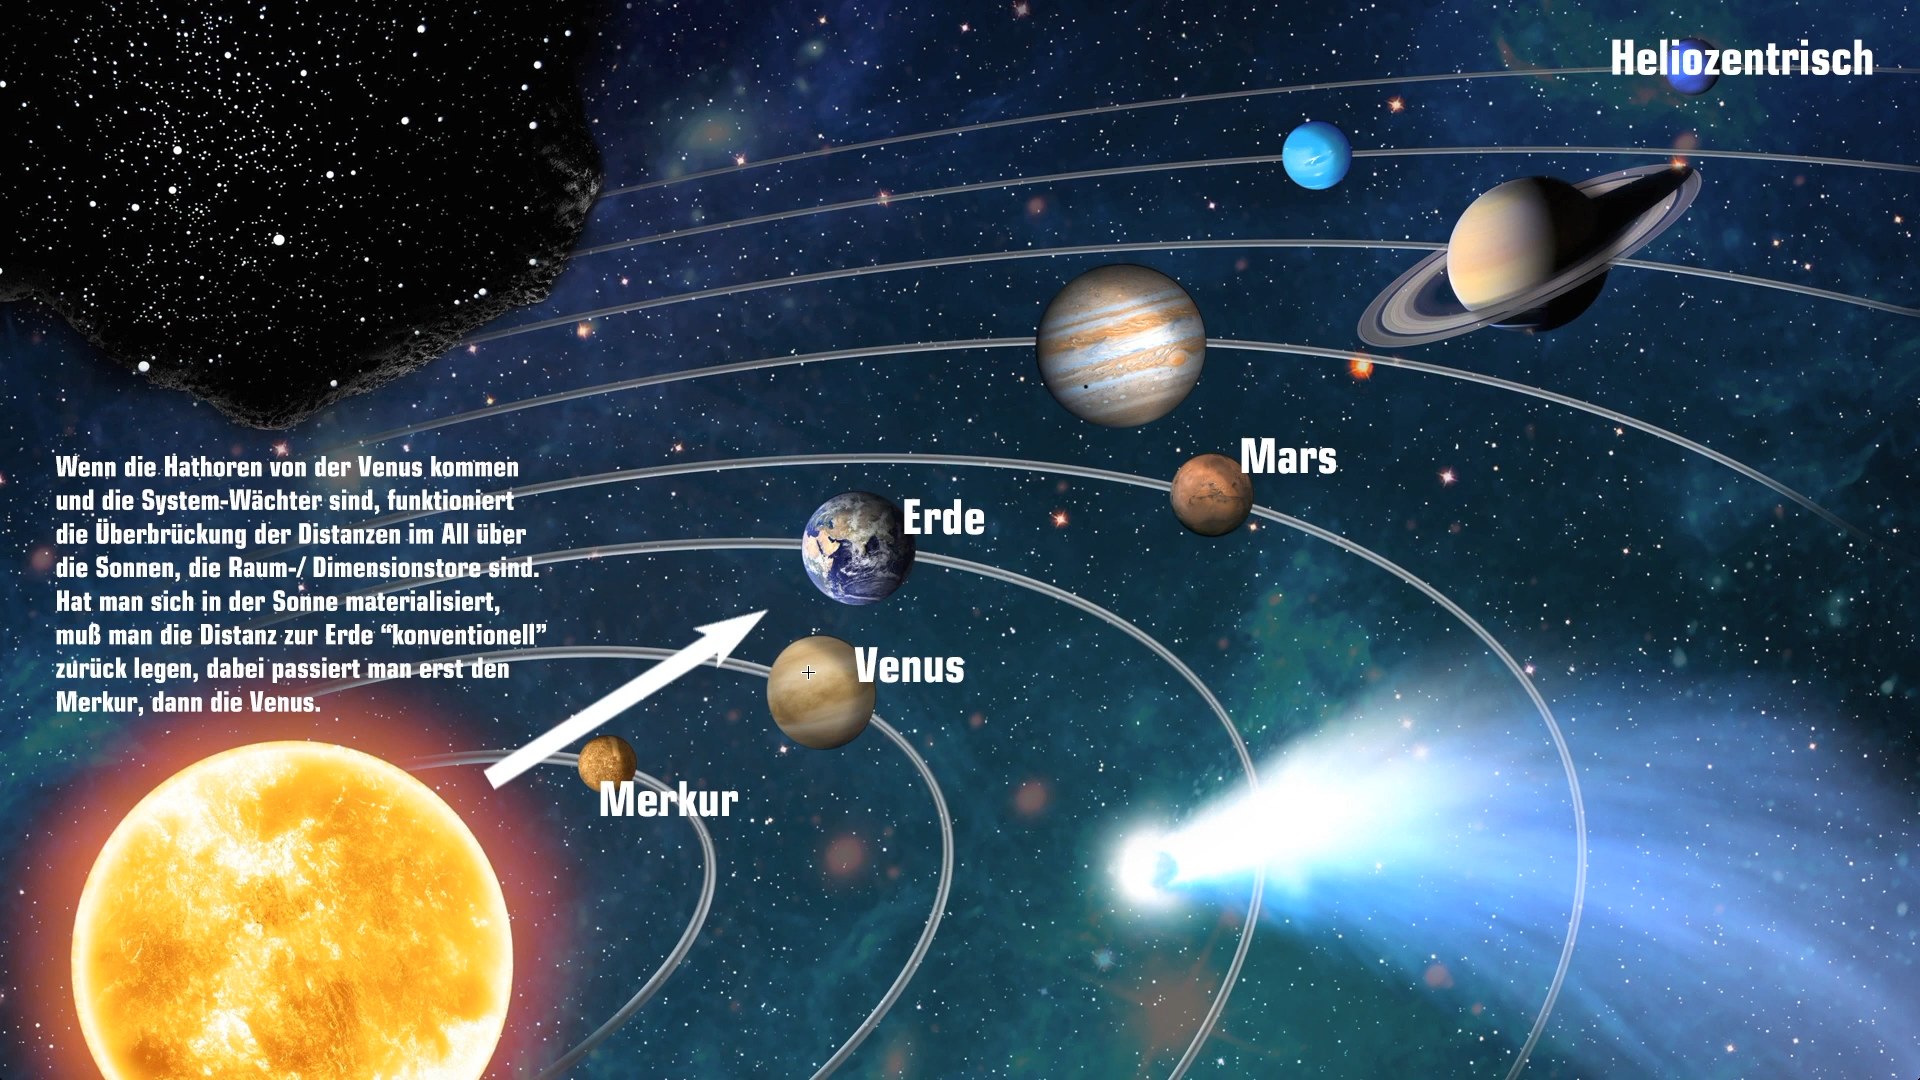 Heliozentrisch
Mars
Wenn die Hathoren von der Venus kommen
und die System-Wächter sind, funktioniert
die Überbrückung der Distanzen im All über
die Sonnen, die Raum-/ Dimensionstore sind.
Hat man sich in der Sonne materialisiert,
muß man die Distanz zur Erde “konventionell”
zurück legen, dabei passiert man erst den
Merkur, dann die Venus.
Erde
Venus
Merkur